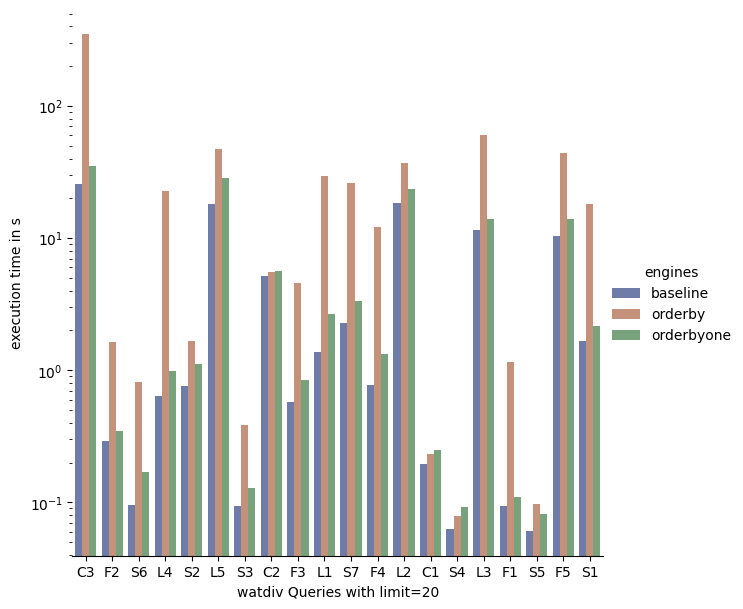 execution time in s
10²
10¹
10⁰
10⁻¹
C3 F2 S6 L4 S2 L5 S3 C2 F3 L1 S7 F4 L2 C1 S4 L3 F1 S5 F5 S1
watdiv Queries with limit=20
engines
baseline
orderby
orderbyone